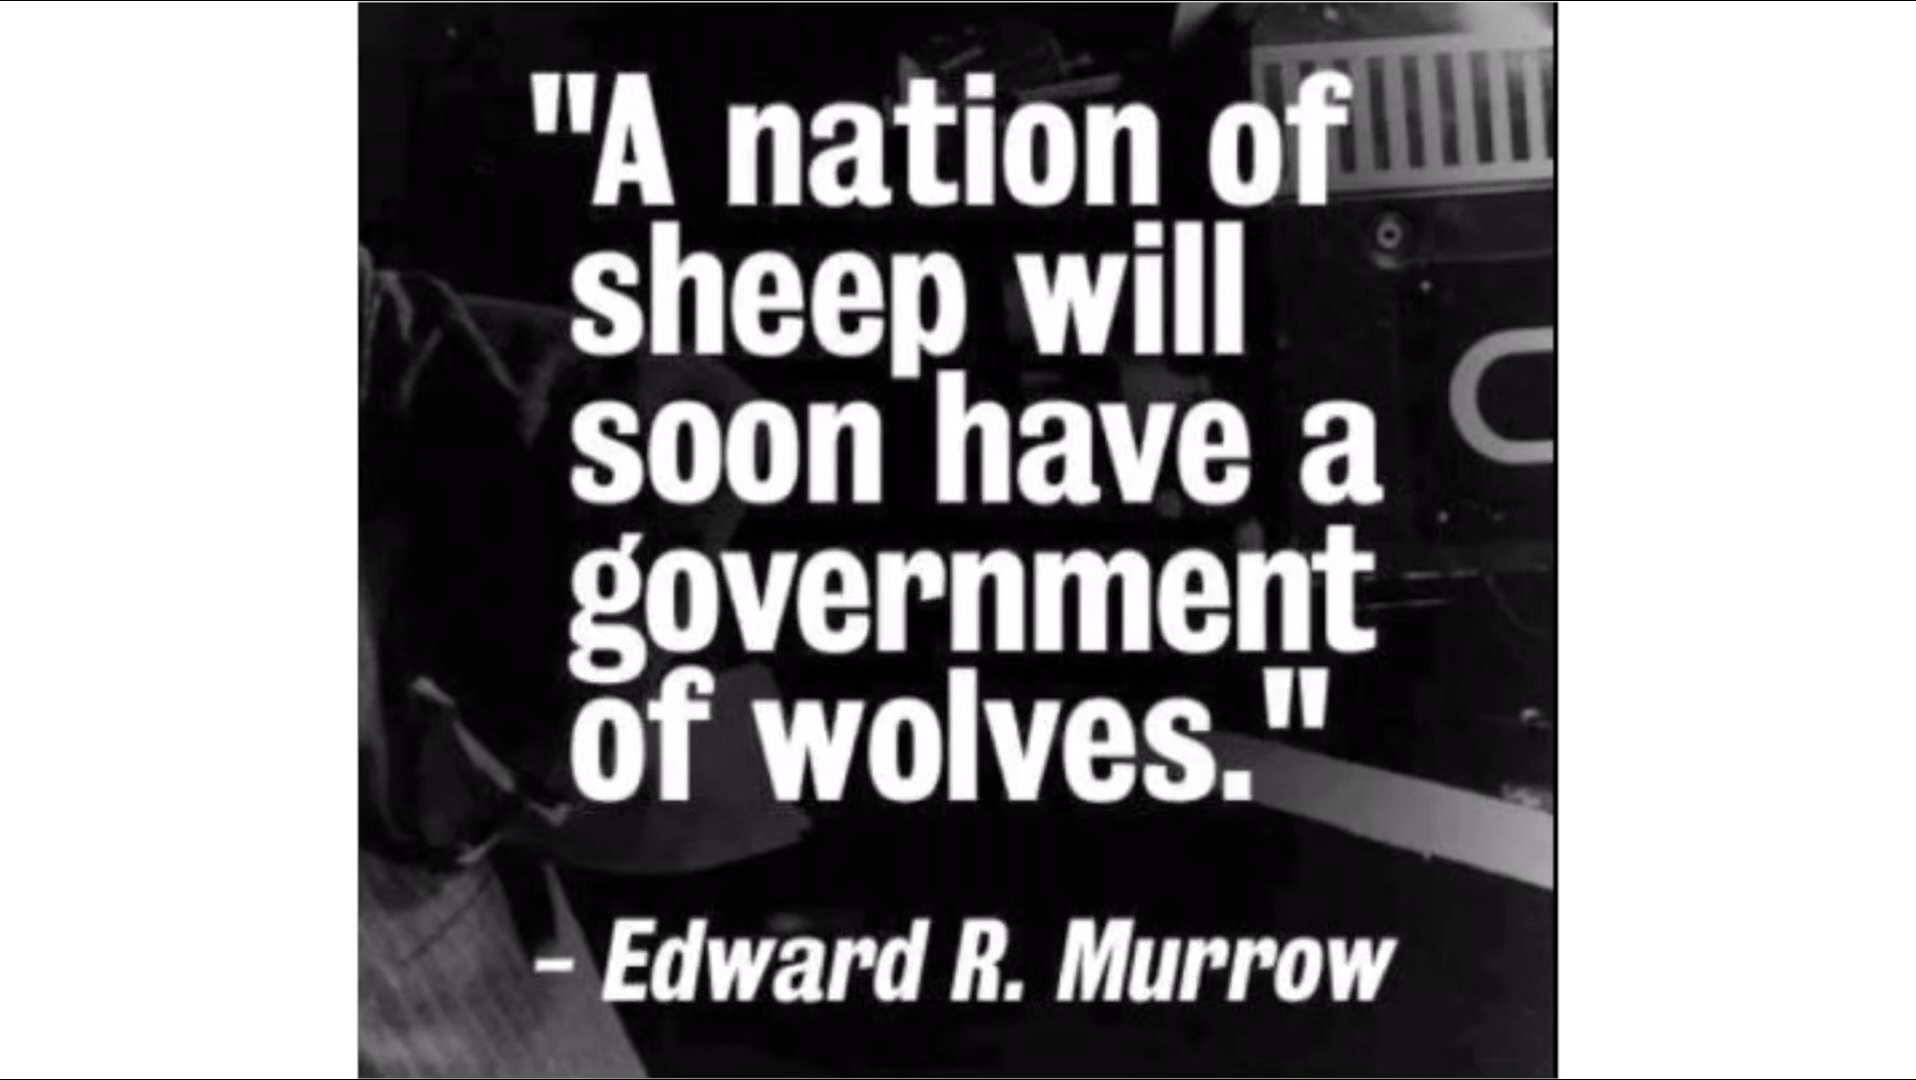 "A nation of
sheep will
soon have a
government
of wolves."
– Edward R. Murrow